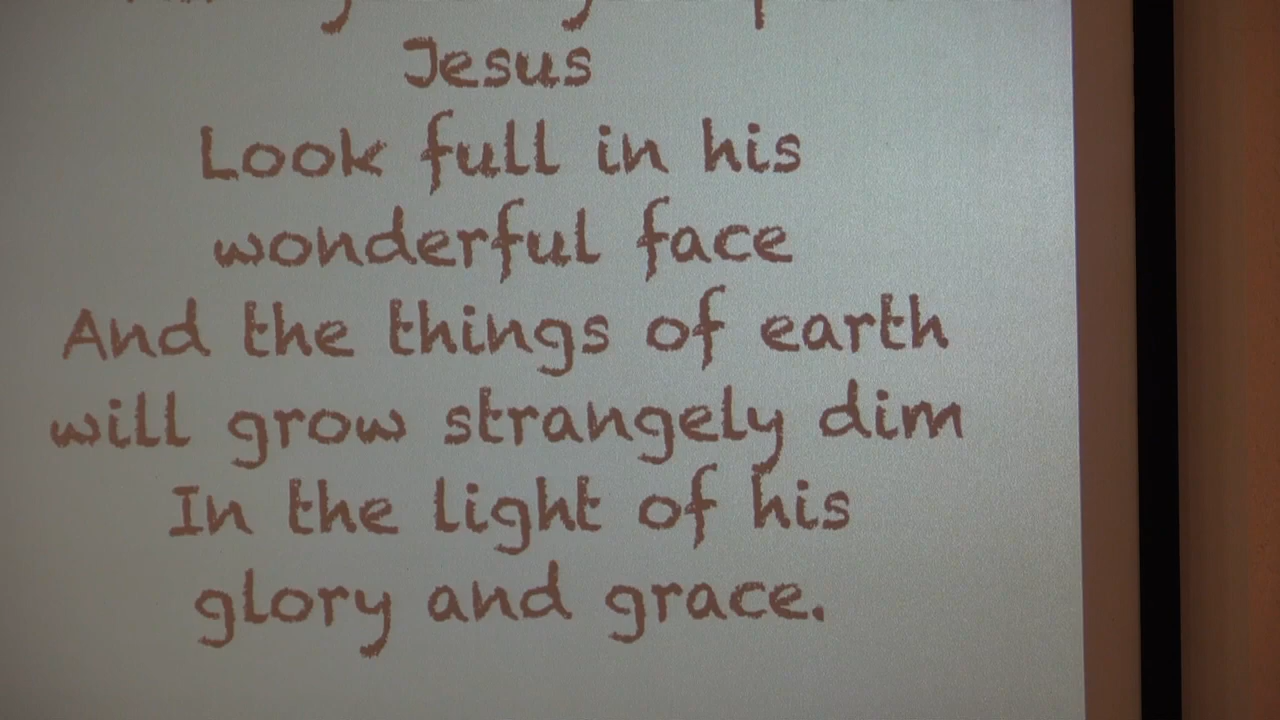 Jesus
Look full in his
wonderful face
And the things of earth
will grow strangely dim
In the light of his
glory and grace.